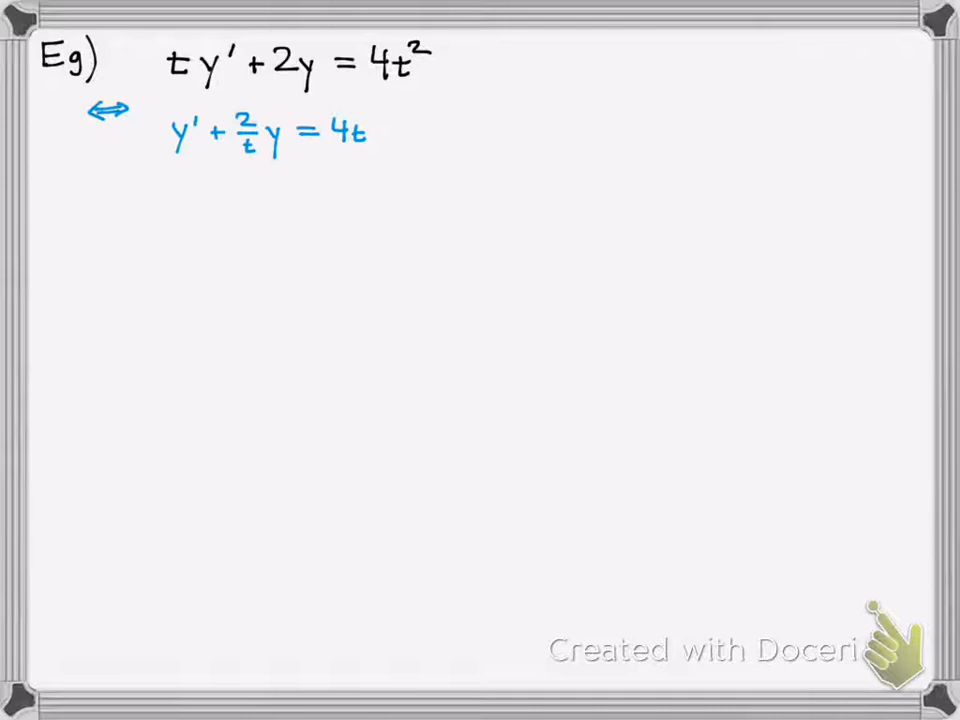 Eg) ty' + 2y = 4t²
⇔ y' + 2/t y = 4t
Created with Doceri